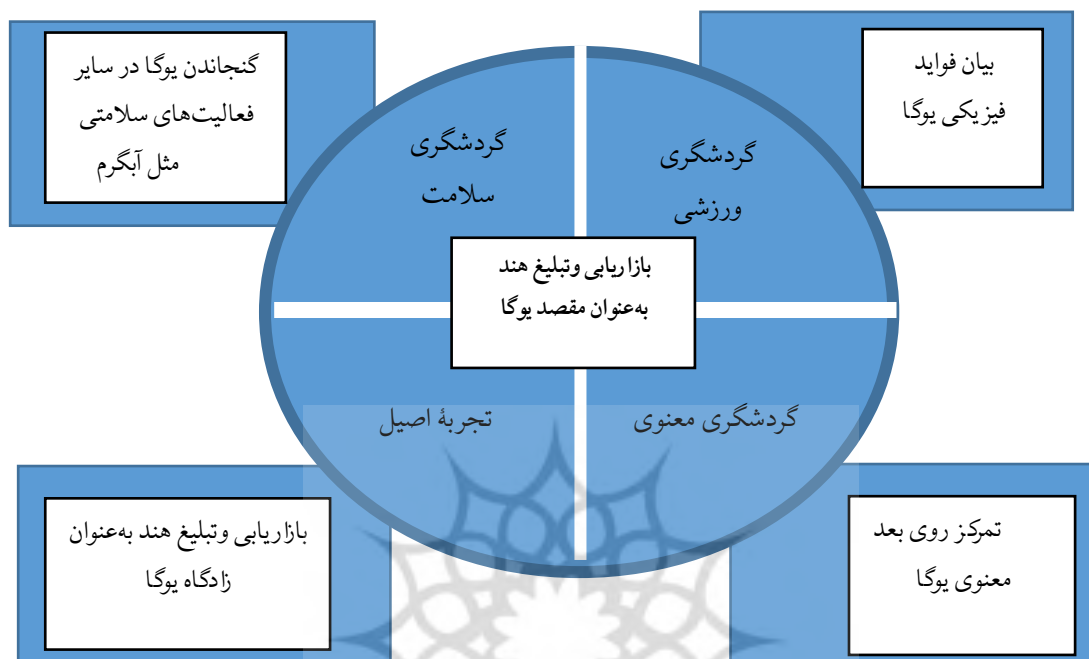 بیان فواید
فیزیکی یوگا
گنجاندن یوگا در سایر
فعالیت‌های سلامتی
مثل آبگرم
گردشگری
ورزشی
گردشگری
سلامت
بازاریابی وتبلیغ هند
به‌عنوان مقصد یوگا
گردشگری معنوی
تجربۀ اصیل
تمرکز روی بعد
معنوی یوگا
بازاریابی وتبلیغ هند به‌عنوان
زادگاه یوگا